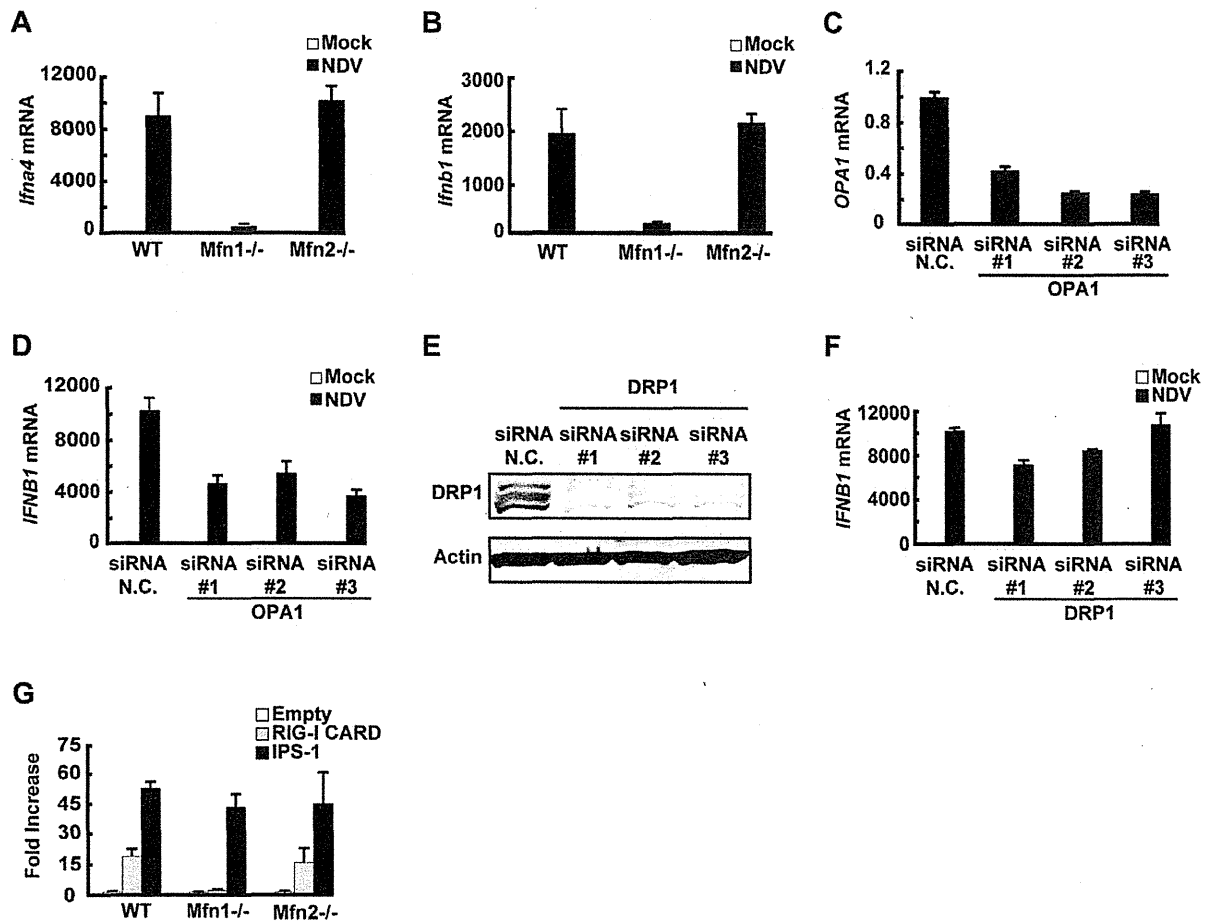 A
□Mock
■NDV
12000
8000
4000
0
Ifna4 mRNA
WT Mfn1-/- Mfn2-/-
B
□Mock
■NDV
3000
2000
1000
0
Ifnb1 mRNA
WT Mfn1-/- Mfn2-/-
C
1.2
0.8
0.4
0
OPA1 mRNA
siRNA siRNA siRNA siRNA
N.C. #1 #2 #3
OPA1
D
□Mock
■NDV
12000
8000
4000
0
IFNB1 mRNA
siRNA siRNA siRNA siRNA
N.C. #1 #2 #3
OPA1
E
DRP1
siRNA siRNA siRNA siRNA
N.C. #1 #2 #3
DRP1
Actin
F
□Mock
■NDV
12000
8000
4000
0
IFNB1 mRNA
siRNA siRNA siRNA siRNA
N.C. #1 #2 #3
DRP1
G
□Empty
□RIG-I CARD
■IPS-1
75
60
45
30
15
0
Fold Increase
WT Mfn1-/- Mfn2-/-